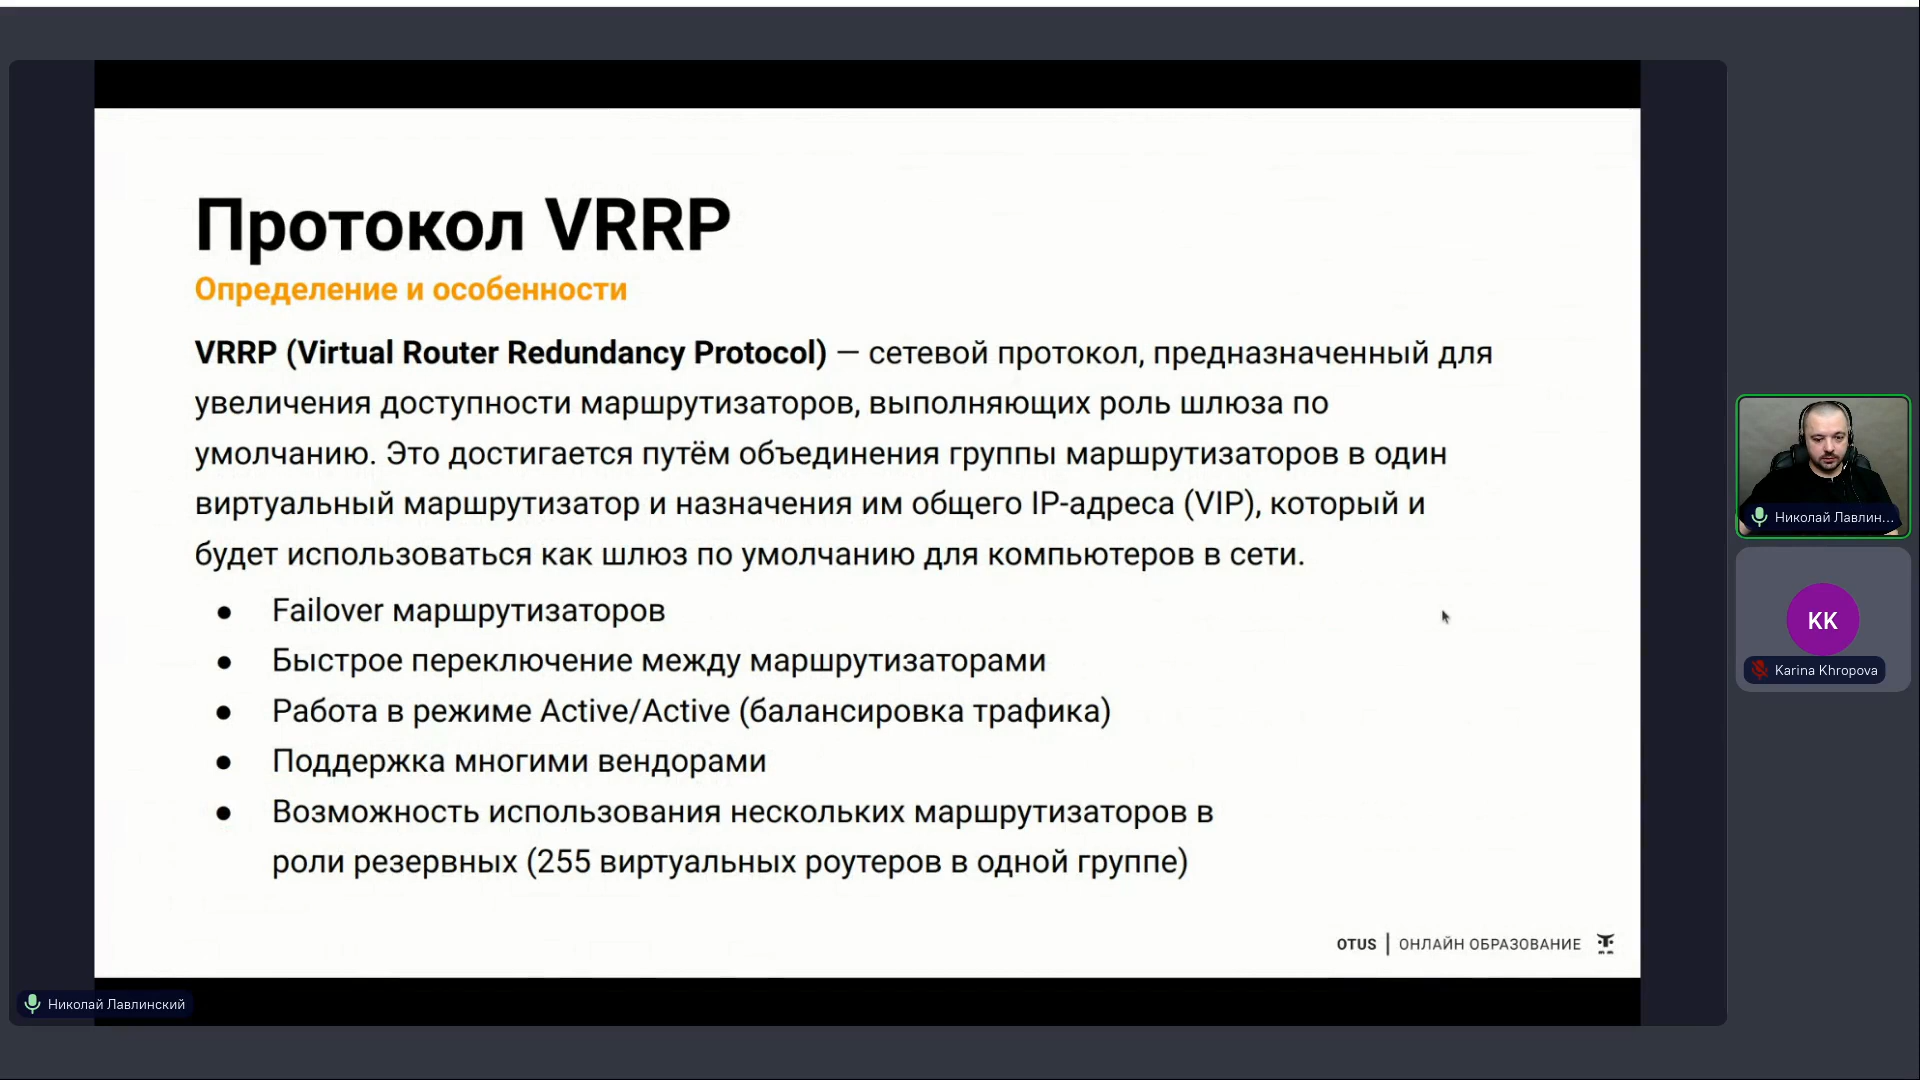 Протокол VRRP
Определение и особенности
VRRP (Virtual Router Redundancy Protocol) — сетевой протокол, предназначенный для
увеличения доступности маршрутизаторов, выполняющих роль шлюза по
умолчанию. Это достигается путём объединения группы маршрутизаторов в один
виртуальный маршрутизатор и назначения им общего IP-адреса (VIP), который и
будет использоваться как шлюз по умолчанию для компьютеров в сети.
● Failover маршрутизаторов
● Быстрое переключение между маршрутизаторами
● Работа в режиме Active/Active (балансировка трафика)
● Поддержка многими вендорами
● Возможность использования нескольких маршрутизаторов в
роли резервных (255 виртуальных роутеров в одной группе)
OTUS | ОНЛАЙН ОБРАЗОВАНИЕ
Николай Лавлинский
Николай Лавлин...
KK
Karina Khropova